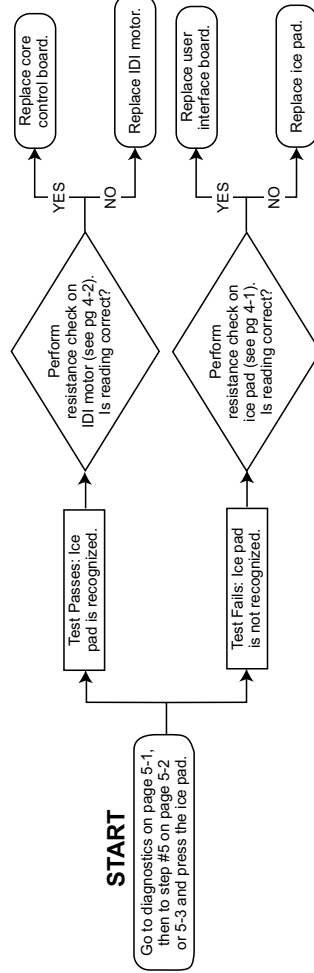 START
Go to diagnostics on page 5-1,
then to step #5 on page 5-2
or 5-3 and press the ice pad.
Test Passes: Ice
pad is recognized.
Perform
resistance check on
IDI motor (see pg 4-2).
Is reading correct?
YES
Replace core
control board.
NO
Replace IDI motor.
Test Fails: Ice pad
is not recognized.
Perform
resistance check on
ice pad (see pg 4-1).
Is reading correct?
YES
Replace user
interface board.
NO
Replace ice pad.